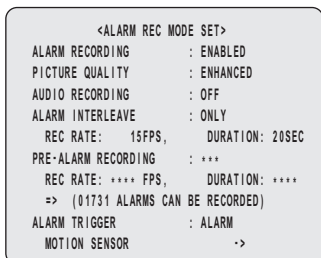 <ALARM REC MODE SET>
ALARM RECORDING : ENABLED
PICTURE QUALITY : ENHANCED
AUDIO RECORDING : OFF
ALARM INTERLEAVE : ONLY
REC RATE: 15FPS, DURATION: 20SEC
PRE-ALARM RECORDING : ***
REC RATE: **** FPS, DURATION: ****
=> (01731 ALARMS CAN BE RECORDED)
ALARM TRIGGER : ALARM
MOTION SENSOR ->